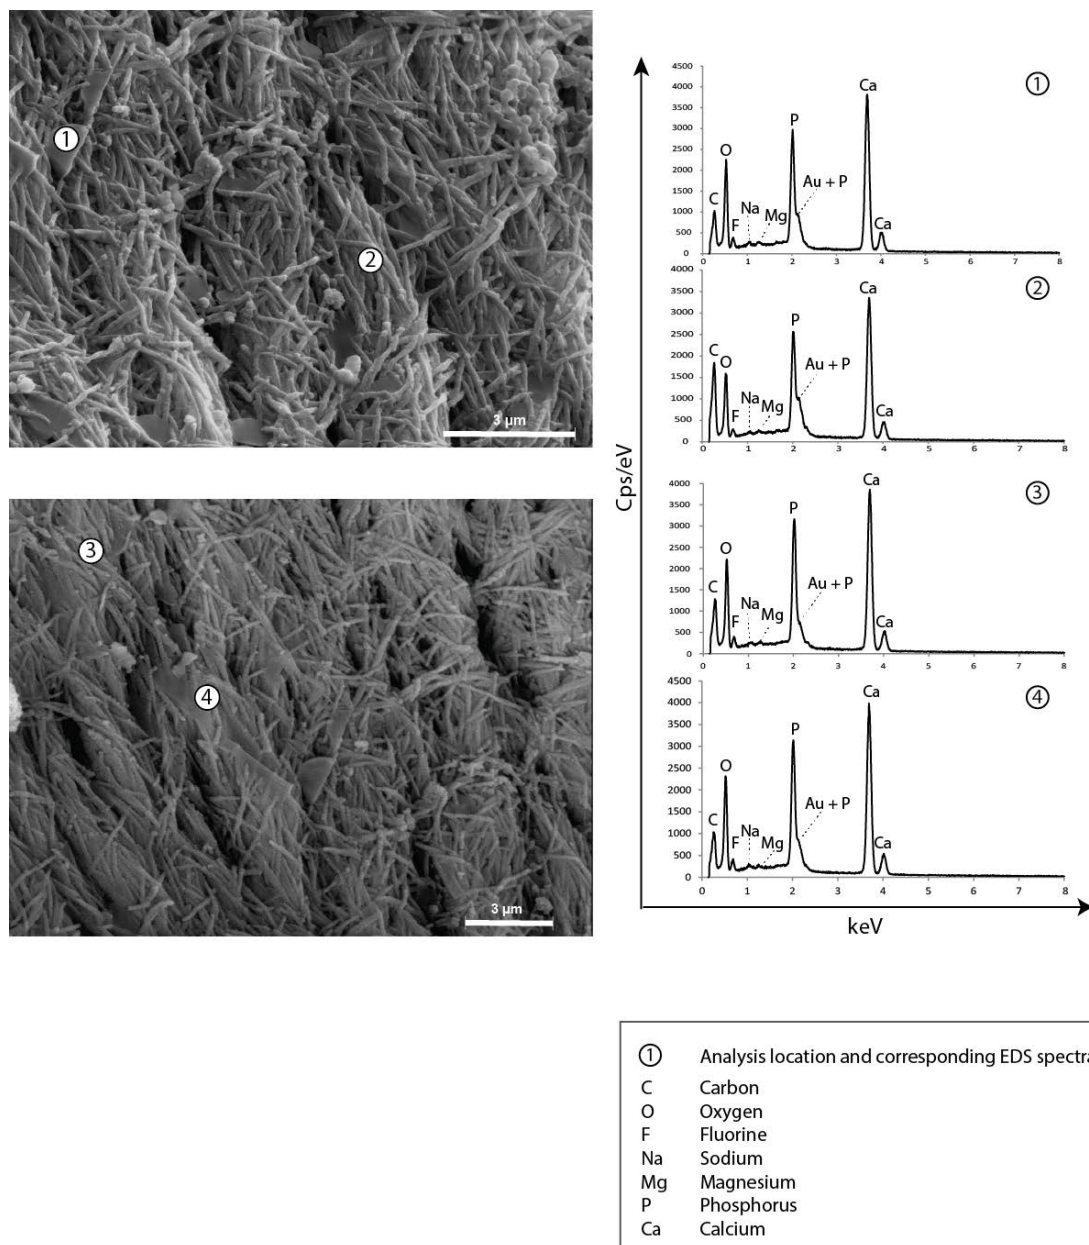 1
2
3 µm
3
4
3 µm
Cps/eV
4500
4000
3500
3000
2500
2000
1500
1000
500
0
0 1 2 3 4 5 6 7 8
C
O
F
Na
Mg
P
Au + P
Ca
Ca
1
4000
3500
3000
2500
2000
1500
1000
500
0
0 1 2 3 4 5 6 7 8
C
O
F
Na
Mg
P
Au + P
Ca
Ca
2
4000
3500
3000
2500
2000
1500
1000
500
0
0 1 2 3 4 5 6 7 8
C
O
F
Na
Mg
P
Au + P
Ca
Ca
3
4500
4000
3500
3000
2500
2000
1500
1000
500
0
0 1 2 3 4 5 6 7 8
C
O
F
Na
Mg
P
Au + P
Ca
Ca
4
keV
1 Analysis location and corresponding EDS spectra
C Carbon
O Oxygen
F Fluorine
Na Sodium
Mg Magnesium
P Phosphorus
Ca Calcium